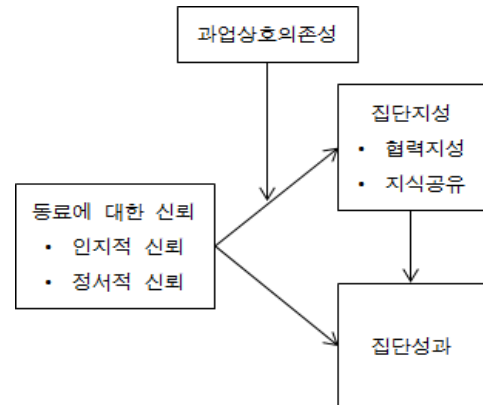 과업상호의존성
집단지성
• 협력지성
• 지식공유
동료에 대한 신뢰
• 인지적 신뢰
• 정서적 신뢰
집단성과